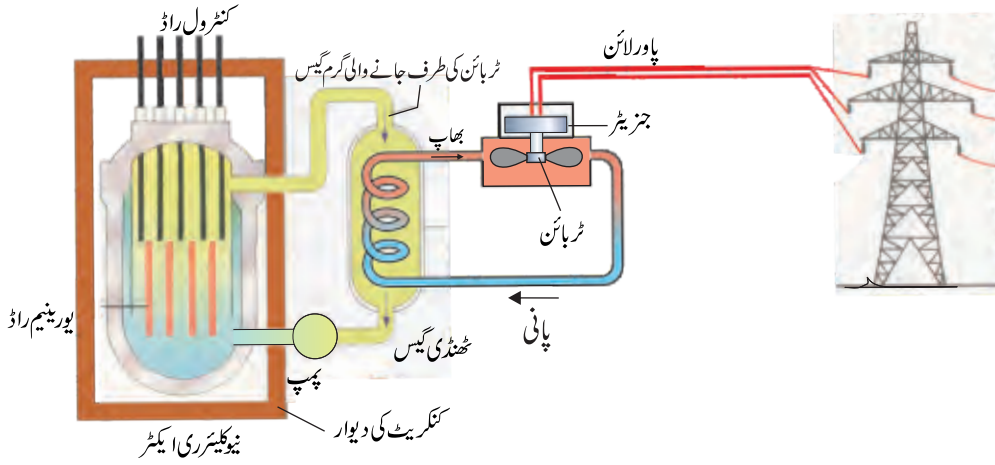 کنٹرول راڈ
ٹربائن کی طرف جانے والی گرم گیس
پاور لائن
جنریٹر
بھاپ
ٹربائن
پانی
یورینیم راڈ
ٹھنڈی گیس
پمپ
کنکریٹ کی دیوار
نیوکلیئر ری ایکٹر